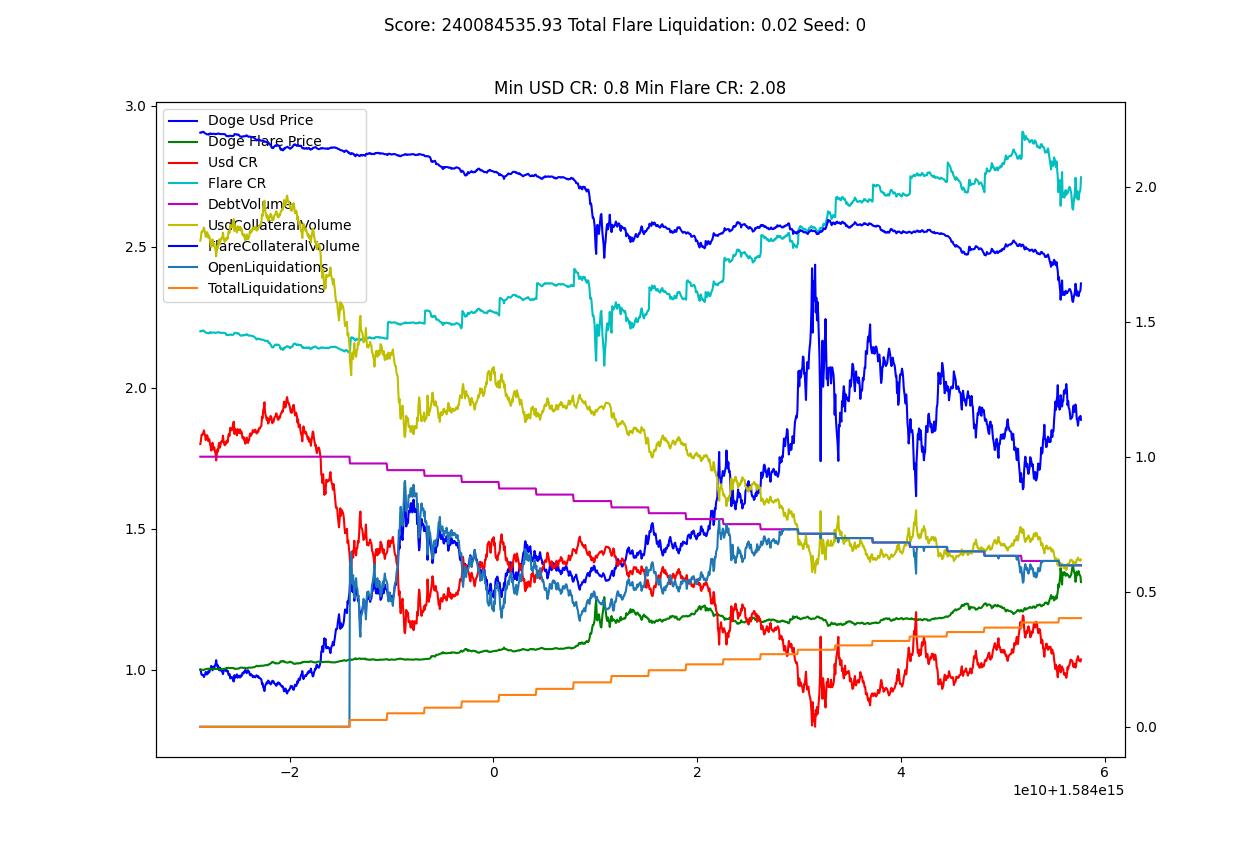 Score: 240084535.93 Total Flare Liquidation: 0.02 Seed: 0
Min USD CR: 0.8 Min Flare CR: 2.08
Doge Usd Price
Doge Flare Price
Usd CR
Flare CR
DebtVolume
UsdCollateralVolume
FlareCollateralVolume
OpenLiquidations
TotalLiquidations
3.0
2.5
2.0
1.5
1.0
2.0
1.5
1.0
0.5
0.0
−2 0 2 4 6
1e10+1.584e15